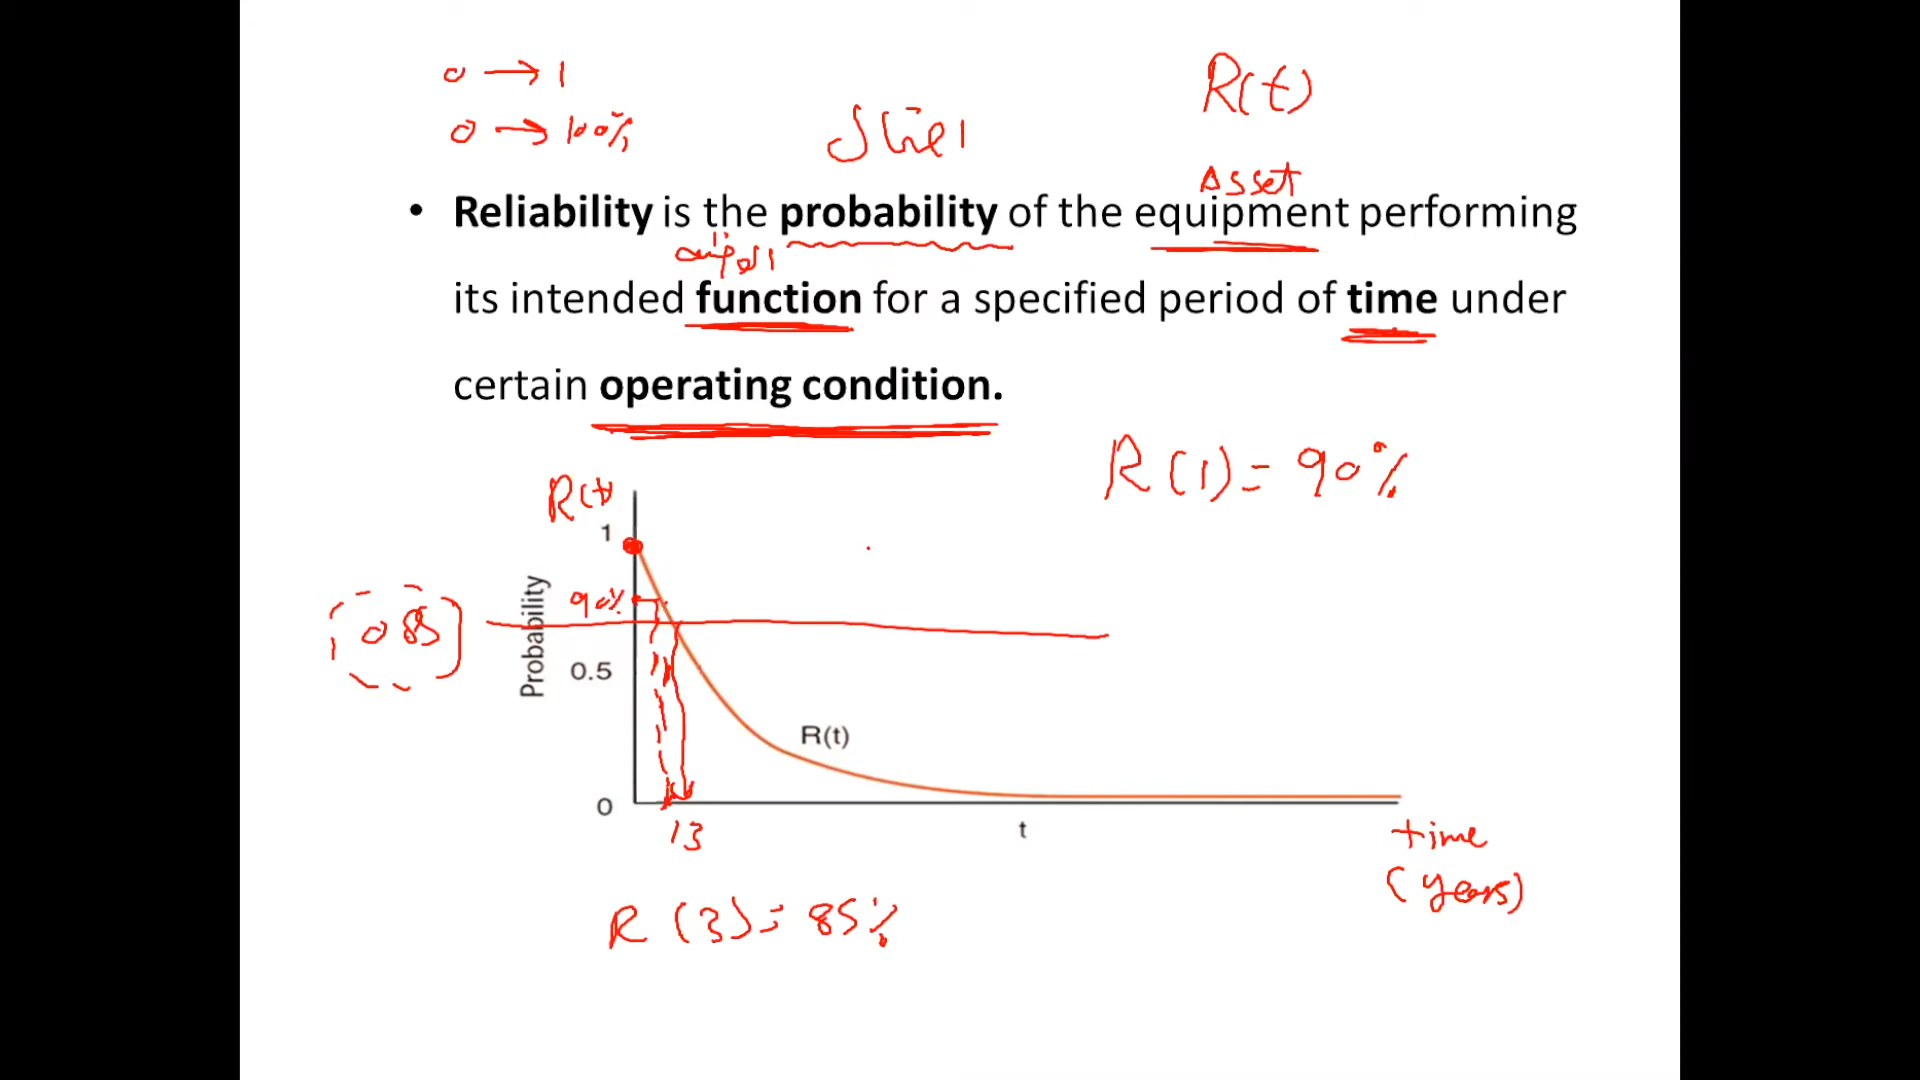 0 → 1
0 → 100%
R(t)
Asset
• Reliability is the probability of the equipment performing
its intended function for a specified period of time under
certain operating condition.
R(1) = 90%
R(t)
1
90%
0.85
Probability
0.5
R(t)
0
1 3
t
time
(years)
R(3) = 85%